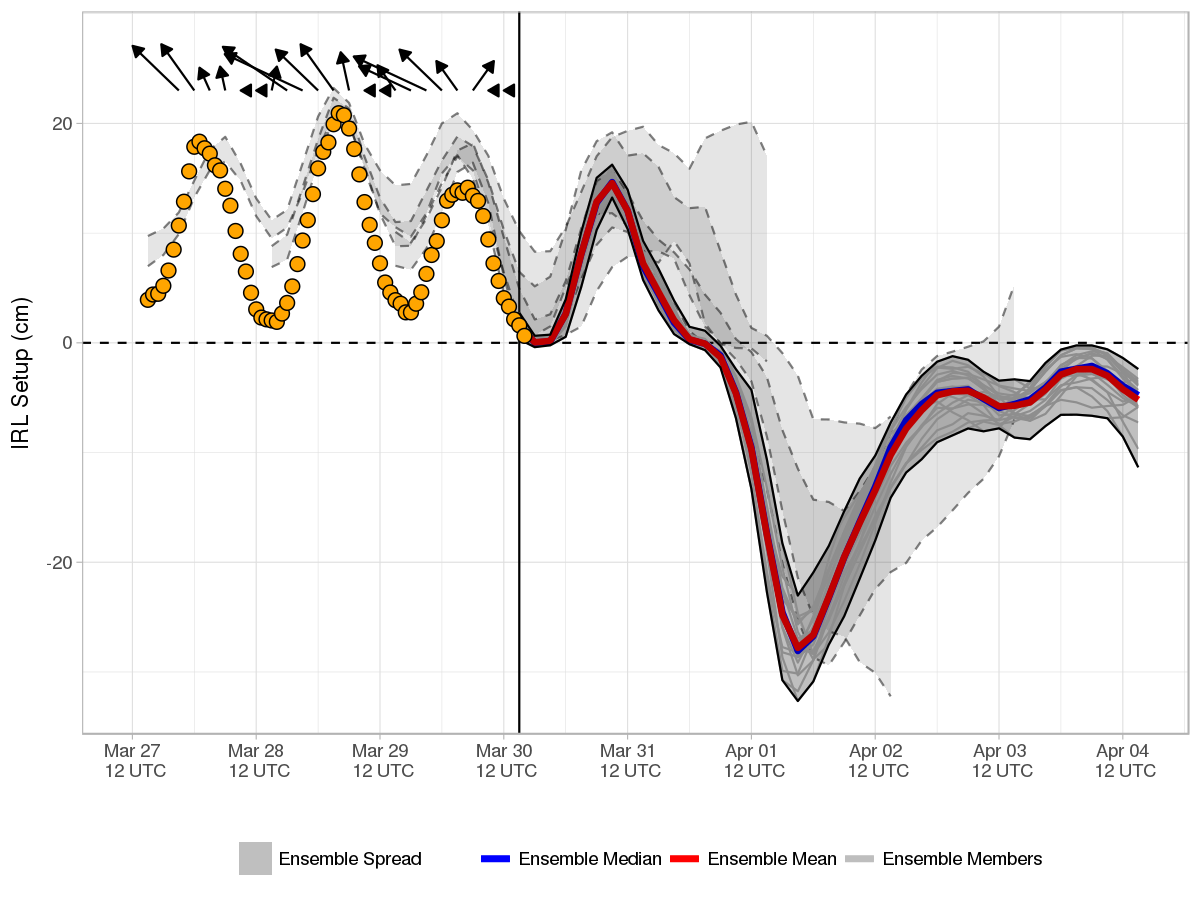 IRL Setup (cm)
20
0
-20
Mar 27 Mar 28 Mar 29 Mar 30 Mar 31 Apr 01 Apr 02 Apr 03 Apr 04
12 UTC 12 UTC 12 UTC 12 UTC 12 UTC 12 UTC 12 UTC 12 UTC 12 UTC
Ensemble Spread Ensemble Median Ensemble Mean Ensemble Members